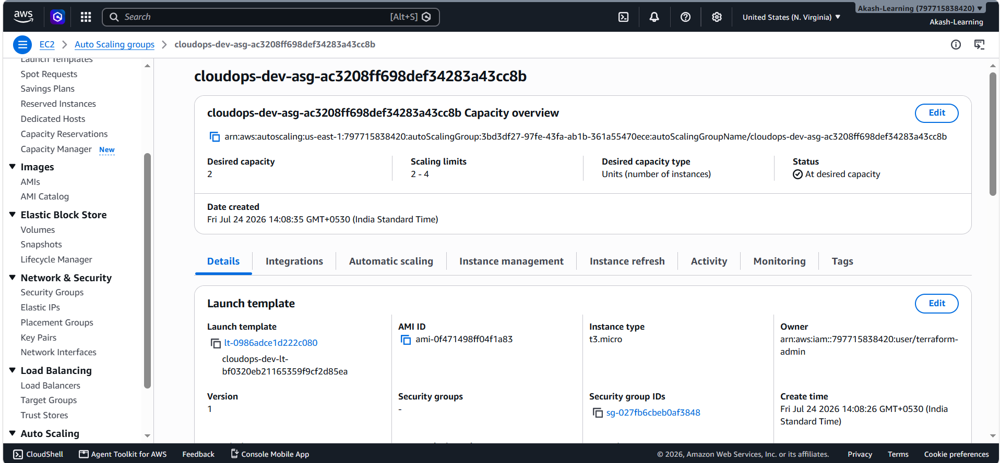 aws
Search [Alt+S]
United States (N. Virginia) ▼
Akash-Learning (797715838420) ▼
Akash-Learning
EC2 > Auto Scaling groups > cloudops-dev-asg-ac3208ff698def34283a43cc8b
Launch Templates
Spot Requests
Savings Plans
Reserved Instances
Dedicated Hosts
Capacity Reservations
Capacity Manager New
Images
AMIs
AMI Catalog
Elastic Block Store
Volumes
Snapshots
Lifecycle Manager
Network & Security
Security Groups
Elastic IPs
Placement Groups
Key Pairs
Network Interfaces
Load Balancing
Load Balancers
Target Groups
Trust Stores
Auto Scaling
cloudops-dev-asg-ac3208ff698def34283a43cc8b
cloudops-dev-asg-ac3208ff698def34283a43cc8b Capacity overview
Edit
arn:aws:autoscaling:us-east-1:797715838420:autoScalingGroup:3bd3df27-97fe-43fa-ab1b-361a55470ece:autoScalingGroupName/cloudops-dev-asg-ac3208ff698def34283a43cc8b
Desired capacity
2
Scaling limits
2 - 4
Desired capacity type
Units (number of instances)
Status
At desired capacity
Date created
Fri Jul 24 2026 14:08:35 GMT+0530 (India Standard Time)
Details
Integrations
Automatic scaling
Instance management
Instance refresh
Activity
Monitoring
Tags
Launch template
Edit
Launch template
lt-0986adce1d222c080
cloudops-dev-lt-
bf0320eb21165359f9cf2d85ea
AMI ID
ami-0f471498ff04f1a83
Instance type
t3.micro
Owner
arn:aws:iam::797715838420:user/terraform-
admin
Version
1
Security groups
-
Security group IDs
sg-027fb6cbeb0af3848
Create time
Fri Jul 24 2026 14:08:26 GMT+0530 (India
Standard Time)
CloudShell
Agent Toolkit for AWS
Feedback
Console Mobile App
© 2026, Amazon Web Services, Inc. or its affiliates.
Privacy
Terms
Cookie preferences